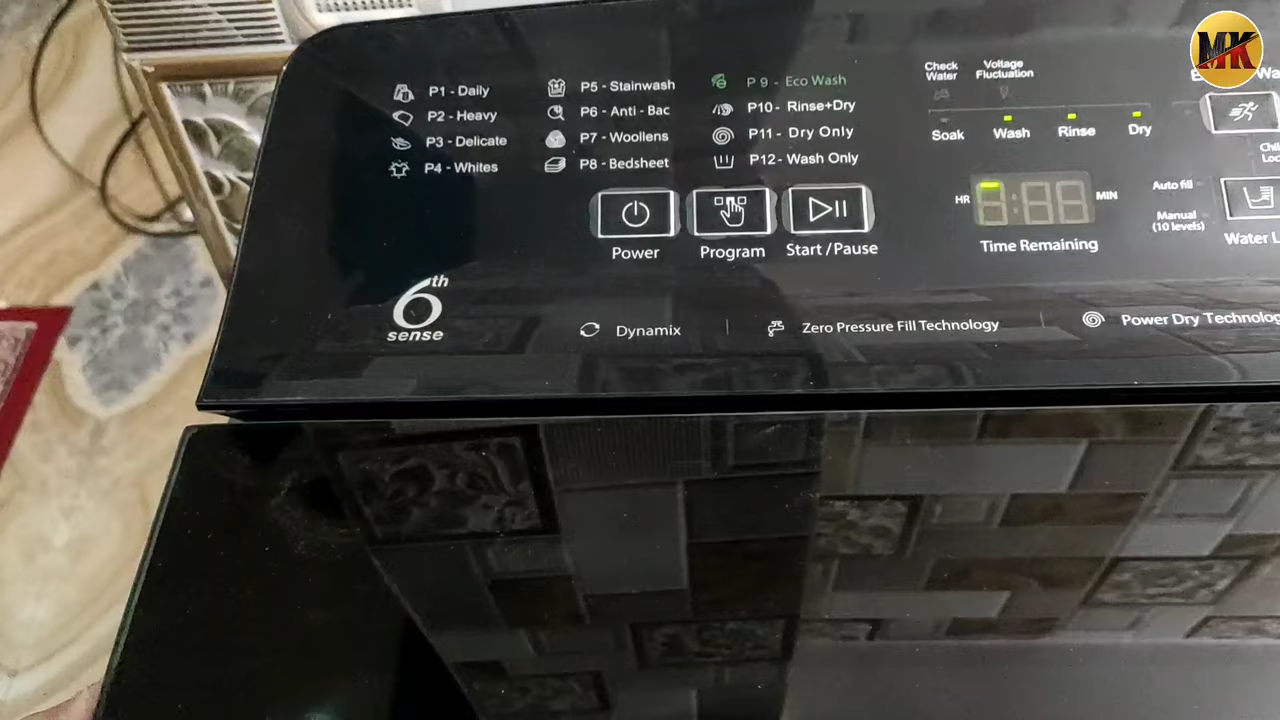 MK
Check Water
Voltage Fluctuation
P1 - Daily
P2 - Heavy
P3 - Delicate
P4 - Whites
P5 - Stainwash
P6 - Anti - Bac
P7 - Woollens
P8 - Bedsheet
P 9 - Eco Wash
P10 - Rinse+Dry
P11 - Dry Only
P12 - Wash Only
Soak
Wash
Rinse
Dry
HR
MIN
Time Remaining
Auto fill
Manual
(10 levels)
Power
Program
Start / Pause
6th
sense
Dynamix
Zero Pressure Fill Technology
Power Dry